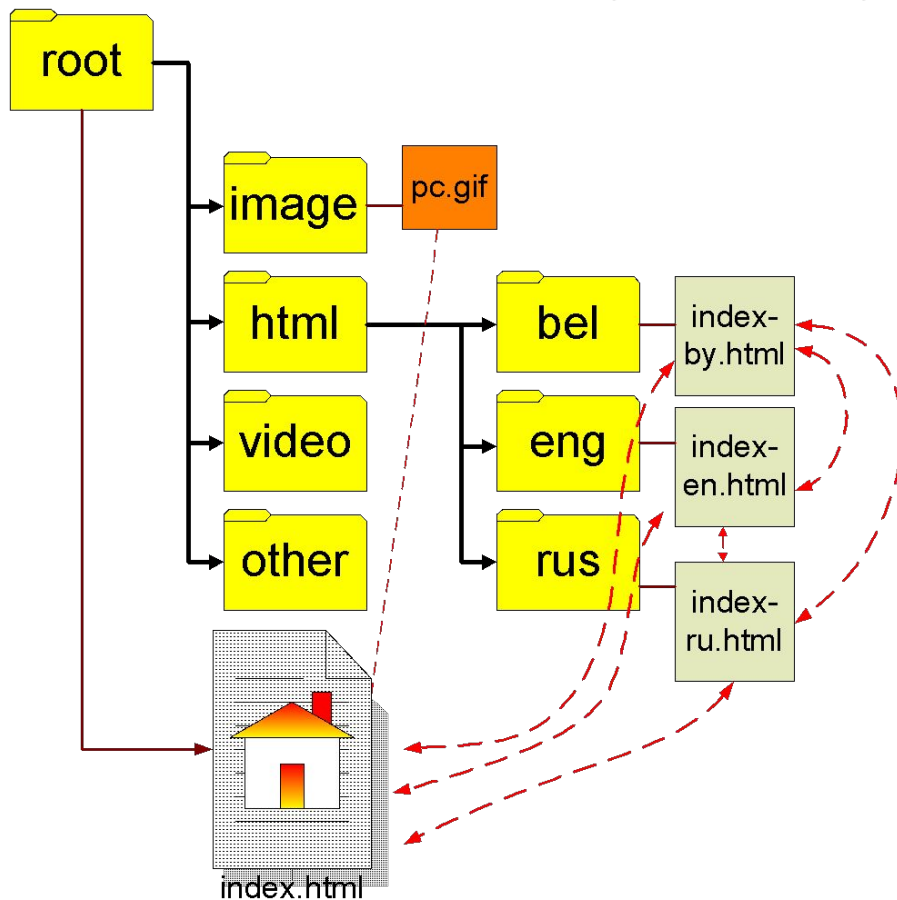 root
image
pc.gif
html
bel
index-
by.html
video
eng
index-
en.html
other
rus
index-
ru.html
index.html